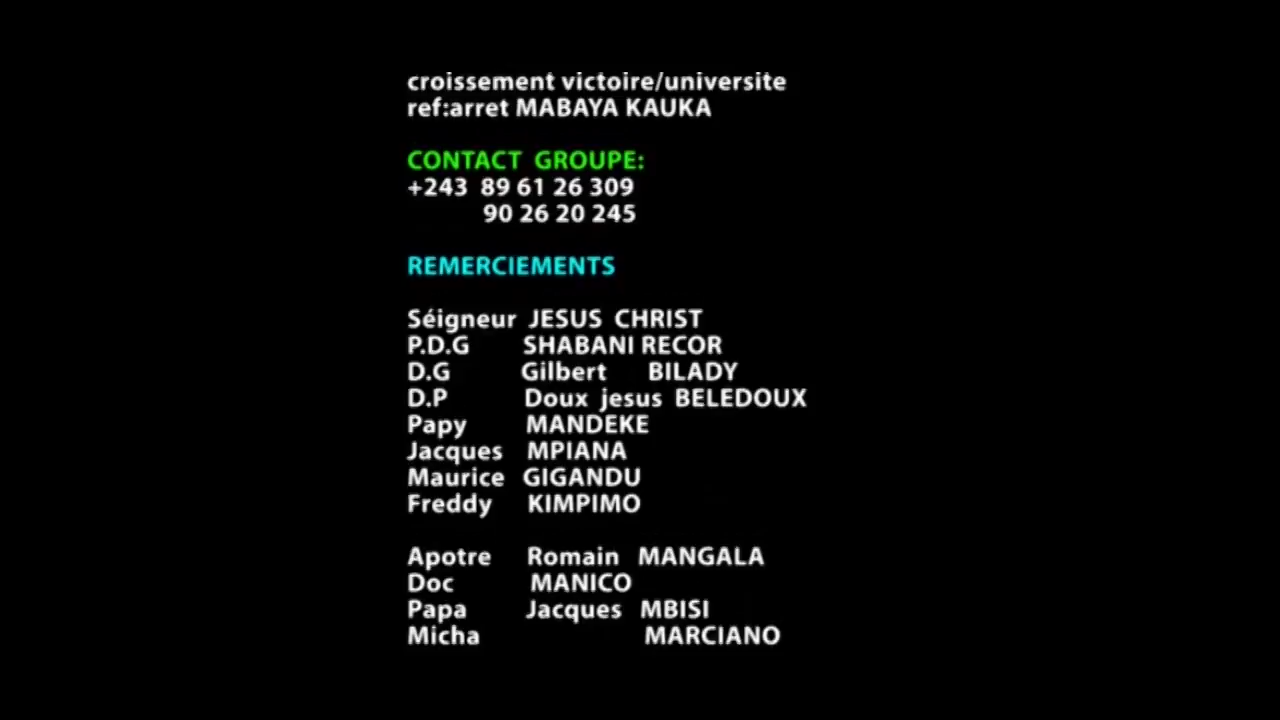 croissement victoire/universite
ref:arret MABAYA KAUKA
CONTACT GROUPE:
+243 89 61 26 309
90 26 20 245
REMERCIEMENTS
Séigneur JESUS CHRIST
P.D.G SHABANI RECOR
D.G Gilbert BILADY
D.P Doux jesus BELEDOUX
Papy MANDEKE
Jacques MPIANA
Maurice GIGANDU
Freddy KIMPIMO
Apotre Romain MANGALA
Doc MANICO
Papa Jacques MBISI
Micha MARCIANO